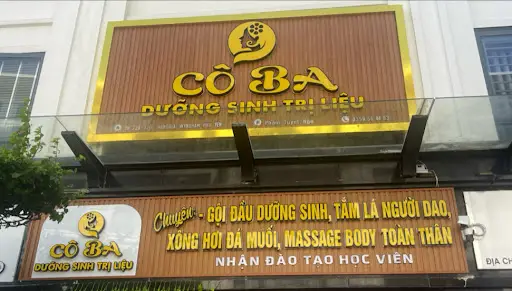 CÔ BA
DƯỠNG SINH TRỊ LIỆU
Chuyên: - GỘI ĐẦU DƯỠNG SINH, TẮM LÁ NGƯỜI DAO,
XÔNG HƠI ĐÁ MUỐI, MASSAGE BODY TOÀN THÂN
NHẬN ĐÀO TẠO HỌC VIÊN
CÔ BA
DƯỠNG SINH TRỊ LIỆU
ĐỊA CH